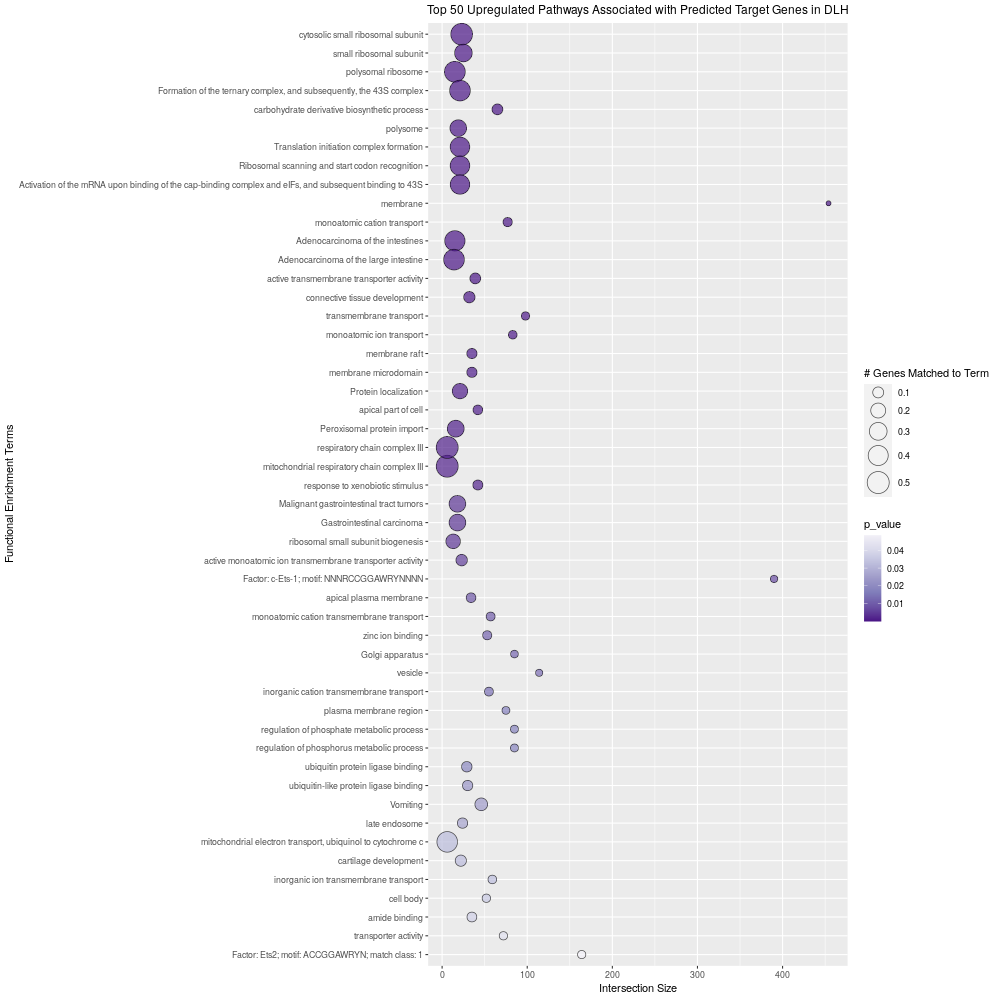 Top 50 Upregulated Pathways Associated with Predicted Target Genes in DLH
cytosolic small ribosomal subunit
small ribosomal subunit
polysomal ribosome
Formation of the ternary complex, and subsequently, the 43S complex
carbohydrate derivative biosynthetic process
polysome
Translation initiation complex formation
Ribosomal scanning and start codon recognition
Activation of the mRNA upon binding of the cap-binding complex and eIFs, and subsequent binding to 43S
membrane
monoatomic cation transport
Adenocarcinoma of the intestines
Adenocarcinoma of the large intestine
active transmembrane transporter activity
connective tissue development
transmembrane transport
monoatomic ion transport
membrane raft
membrane microdomain
Protein localization
apical part of cell
Peroxisomal protein import
respiratory chain complex III
mitochondrial respiratory chain complex III
response to xenobiotic stimulus
Malignant gastrointestinal tract tumors
Gastrointestinal carcinoma
ribosomal small subunit biogenesis
active monoatomic ion transmembrane transporter activity
Factor: c-Ets-1; motif: NNNRCCGGAWRYNNNN
apical plasma membrane
monoatomic cation transmembrane transport
zinc ion binding
Golgi apparatus
vesicle
inorganic cation transmembrane transport
plasma membrane region
regulation of phosphate metabolic process
regulation of phosphorus metabolic process
ubiquitin protein ligase binding
ubiquitin-like protein ligase binding
Vomiting
late endosome
mitochondrial electron transport, ubiquinol to cytochrome c
cartilage development
inorganic ion transmembrane transport
cell body
amide binding
transporter activity
Factor: Ets2; motif: ACCGGAWRYN; match class: 1
0 100 200 300 400
Intersection Size
Functional Enrichment Terms
# Genes Matched to Term
0.1
0.2
0.3
0.4
0.5
p_value
0.04
0.03
0.02
0.01